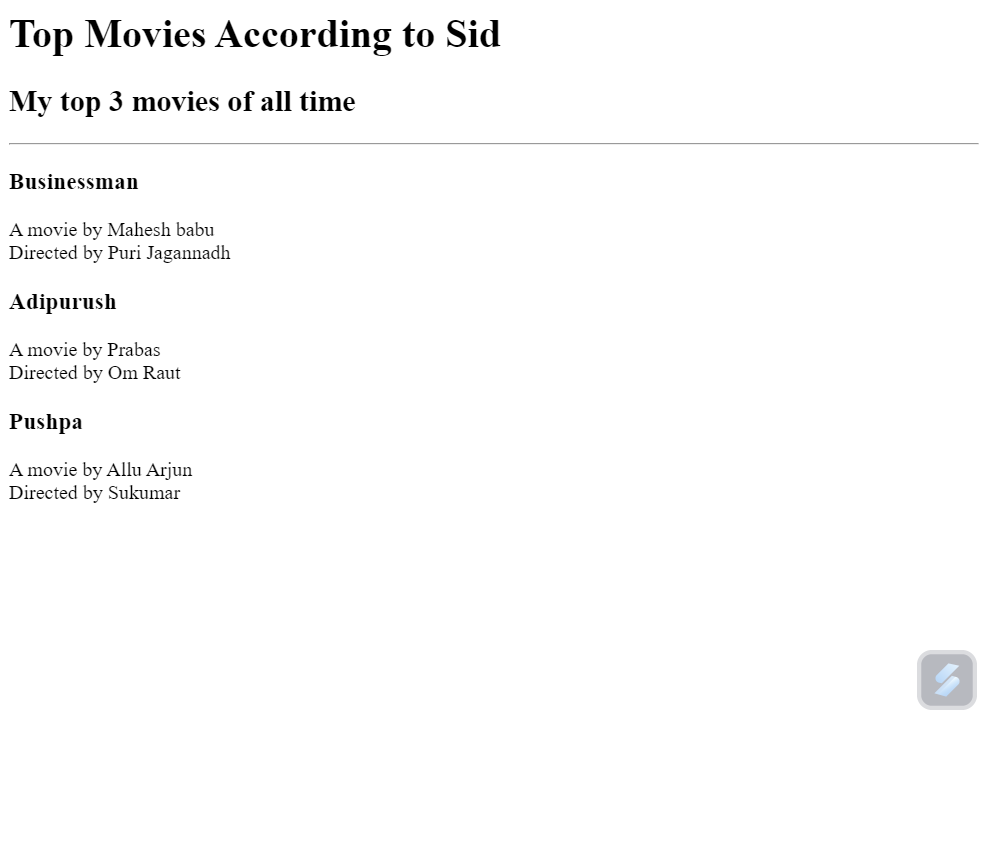 Top Movies According to Sid
My top 3 movies of all time
Businessman
A movie by Mahesh babu
Directed by Puri Jagannadh
Adipurush
A movie by Prabas
Directed by Om Raut
Pushpa
A movie by Allu Arjun
Directed by Sukumar